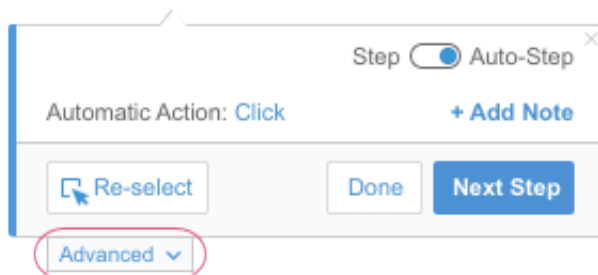 Step Auto-Step
Automatic Action: Click + Add Note
Re-select Done Next Step
Advanced